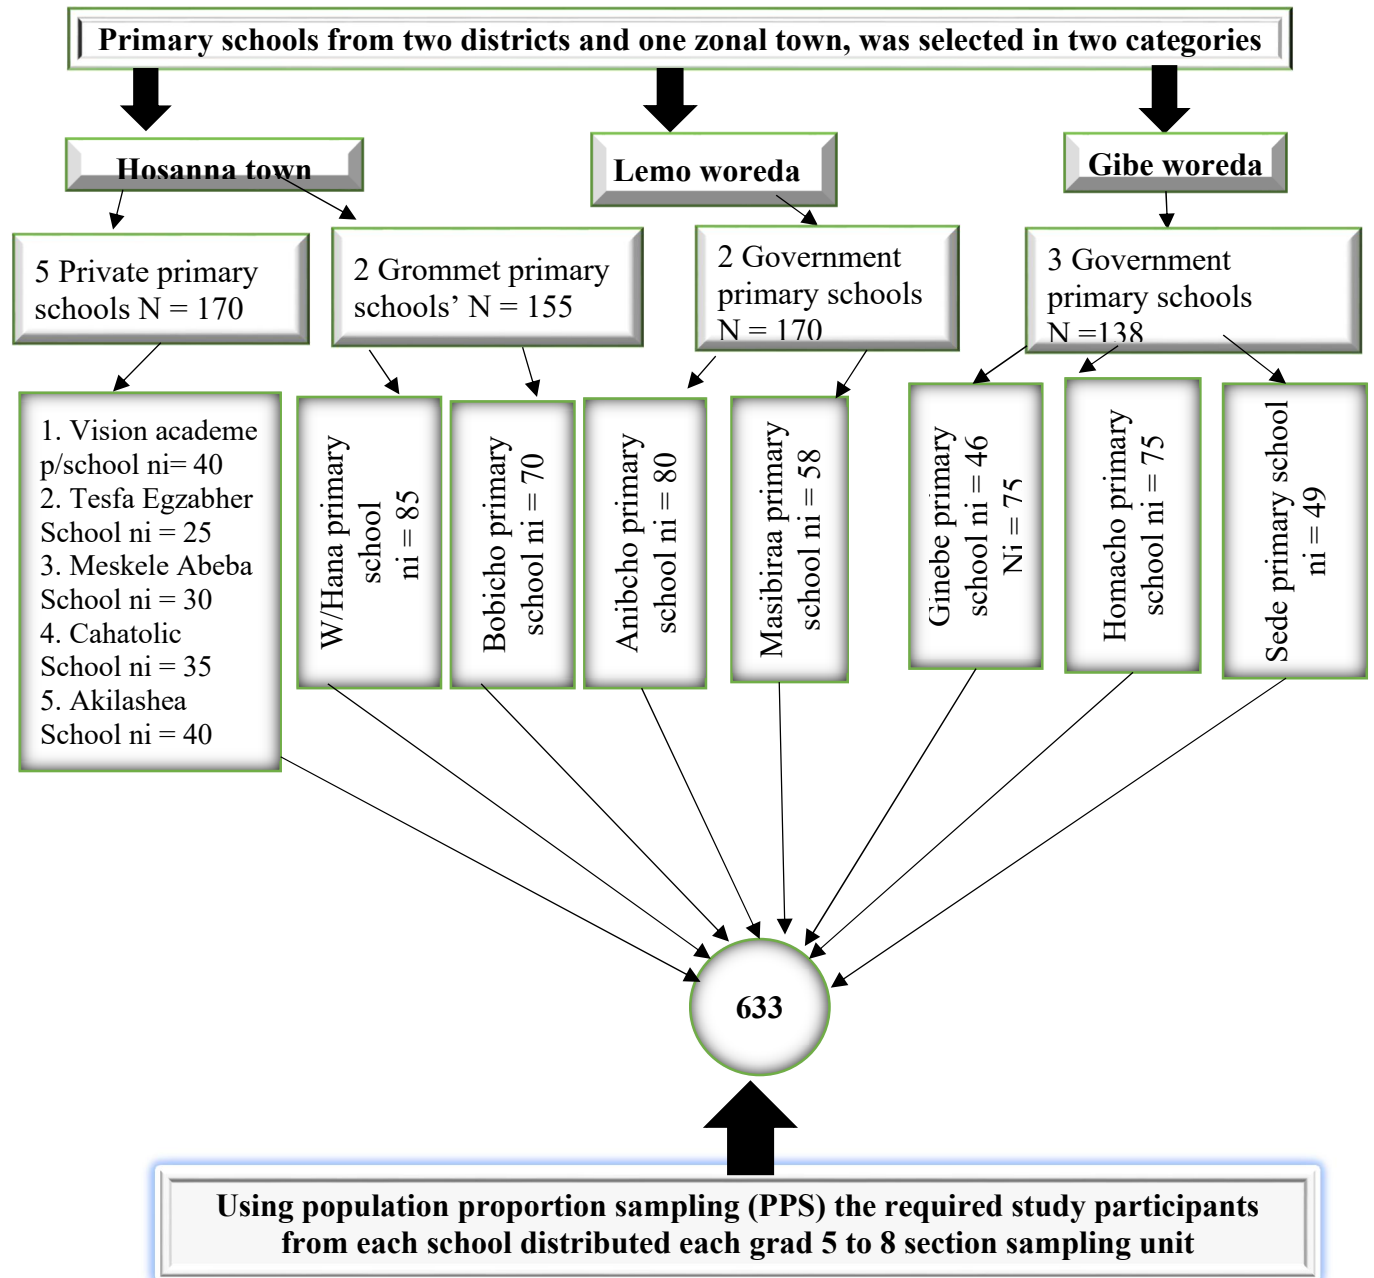 Primary schools from two districts and one zonal town, was selected in two categories
Hosanna town
Lemo woreda
Gibe woreda
5 Private primary
schools N = 170
2 Grommet primary
schools’ N = 155
2 Government
primary schools
N = 170
3 Government
primary schools
N =138
1. Vision academe
p/school ni= 40
2. Tesfa Egzabher
School ni = 25
3. Meskele Abeba
School ni = 30
4. Cahatolic
School ni = 35
5. Akilashea
School ni = 40
W/Hana primary
school
ni = 85
Bobicho primary
school ni = 70
Anibcho primary
school ni = 80
Masibiraa primary
school ni = 58
Ginebe primary
school ni = 46
Ni = 75
Homacho primary
school ni = 75
Sede primary school
ni = 49
633
Using population proportion sampling (PPS) the required study participants
from each school distributed each grad 5 to 8 section sampling unit